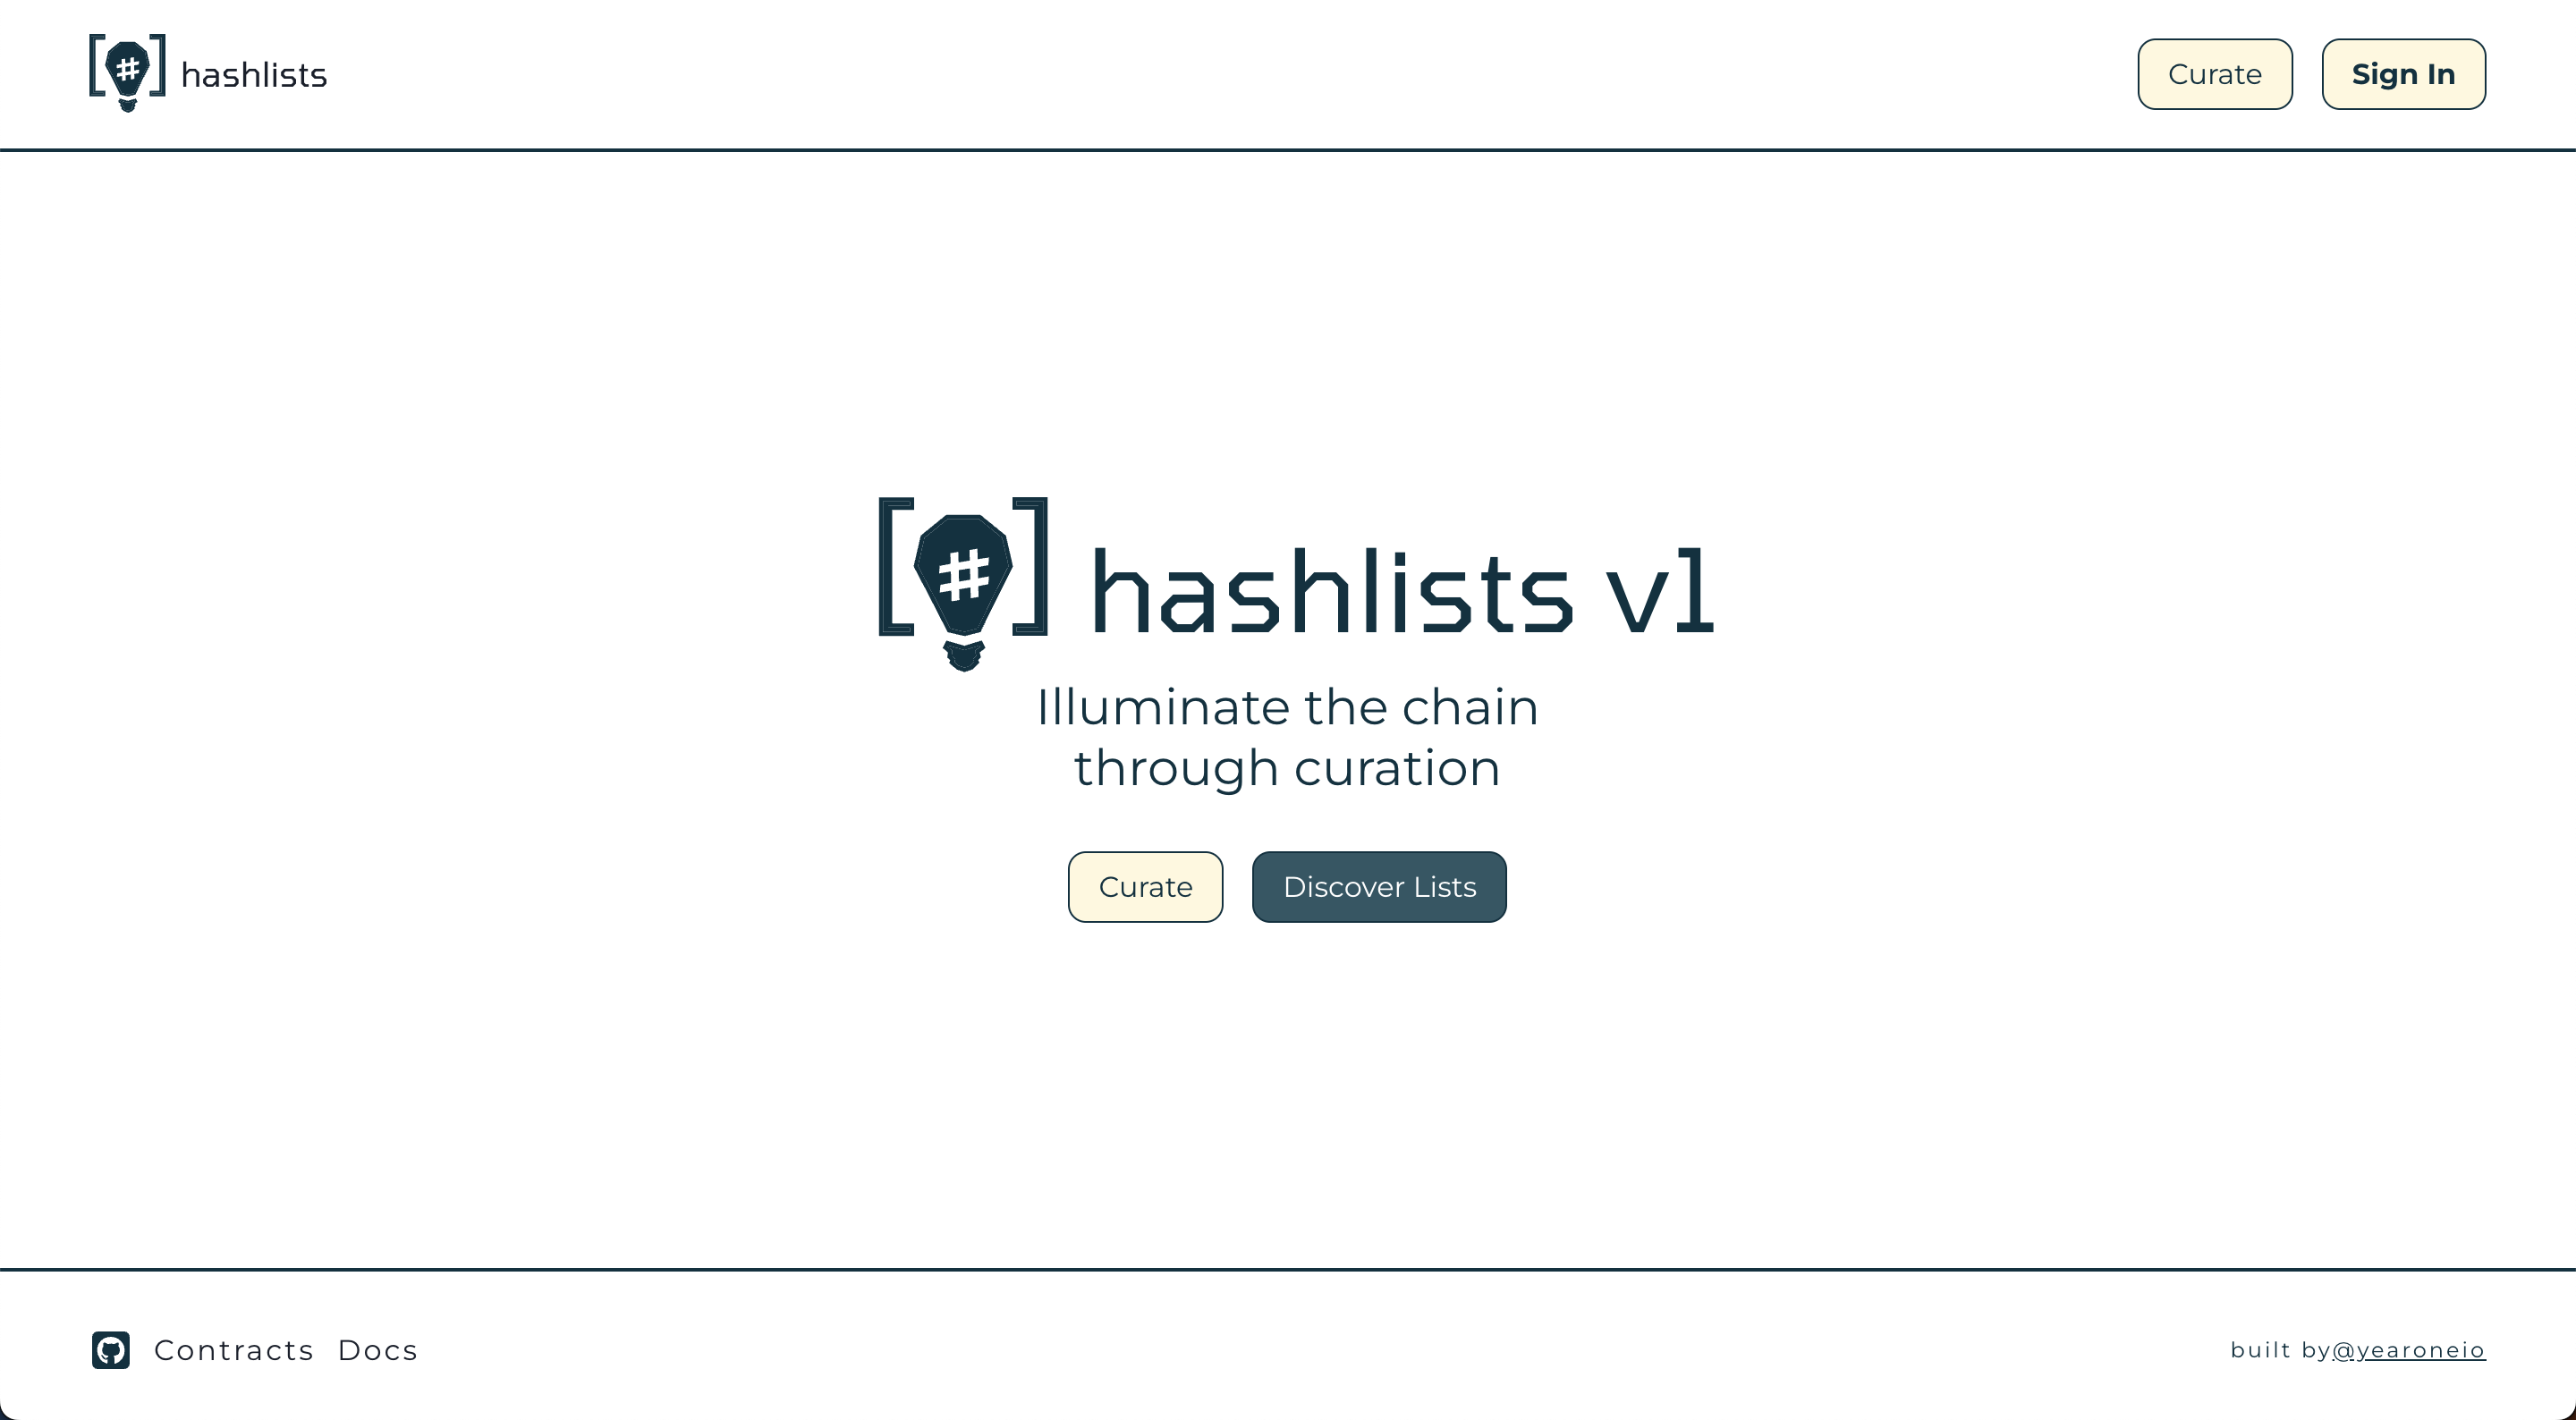 # hashlists
Curate
Sign In
# hashlists v1
Illuminate the chain
through curation
Curate
Discover Lists
Contracts Docs
built by@yearoneio